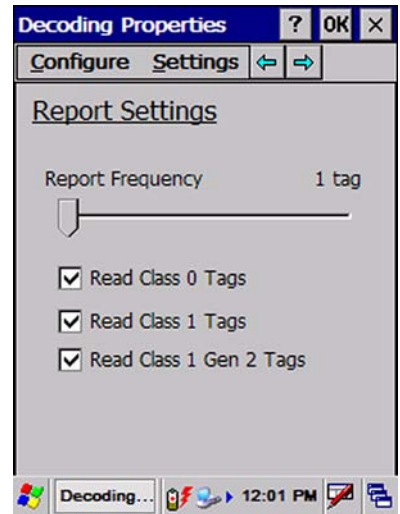 Decoding Properties ? OK ×
Configure Settings
Report Settings
Report Frequency 1 tag
Read Class 0 Tags
Read Class 1 Tags
Read Class 1 Gen 2 Tags
Decoding... 12:01 PM